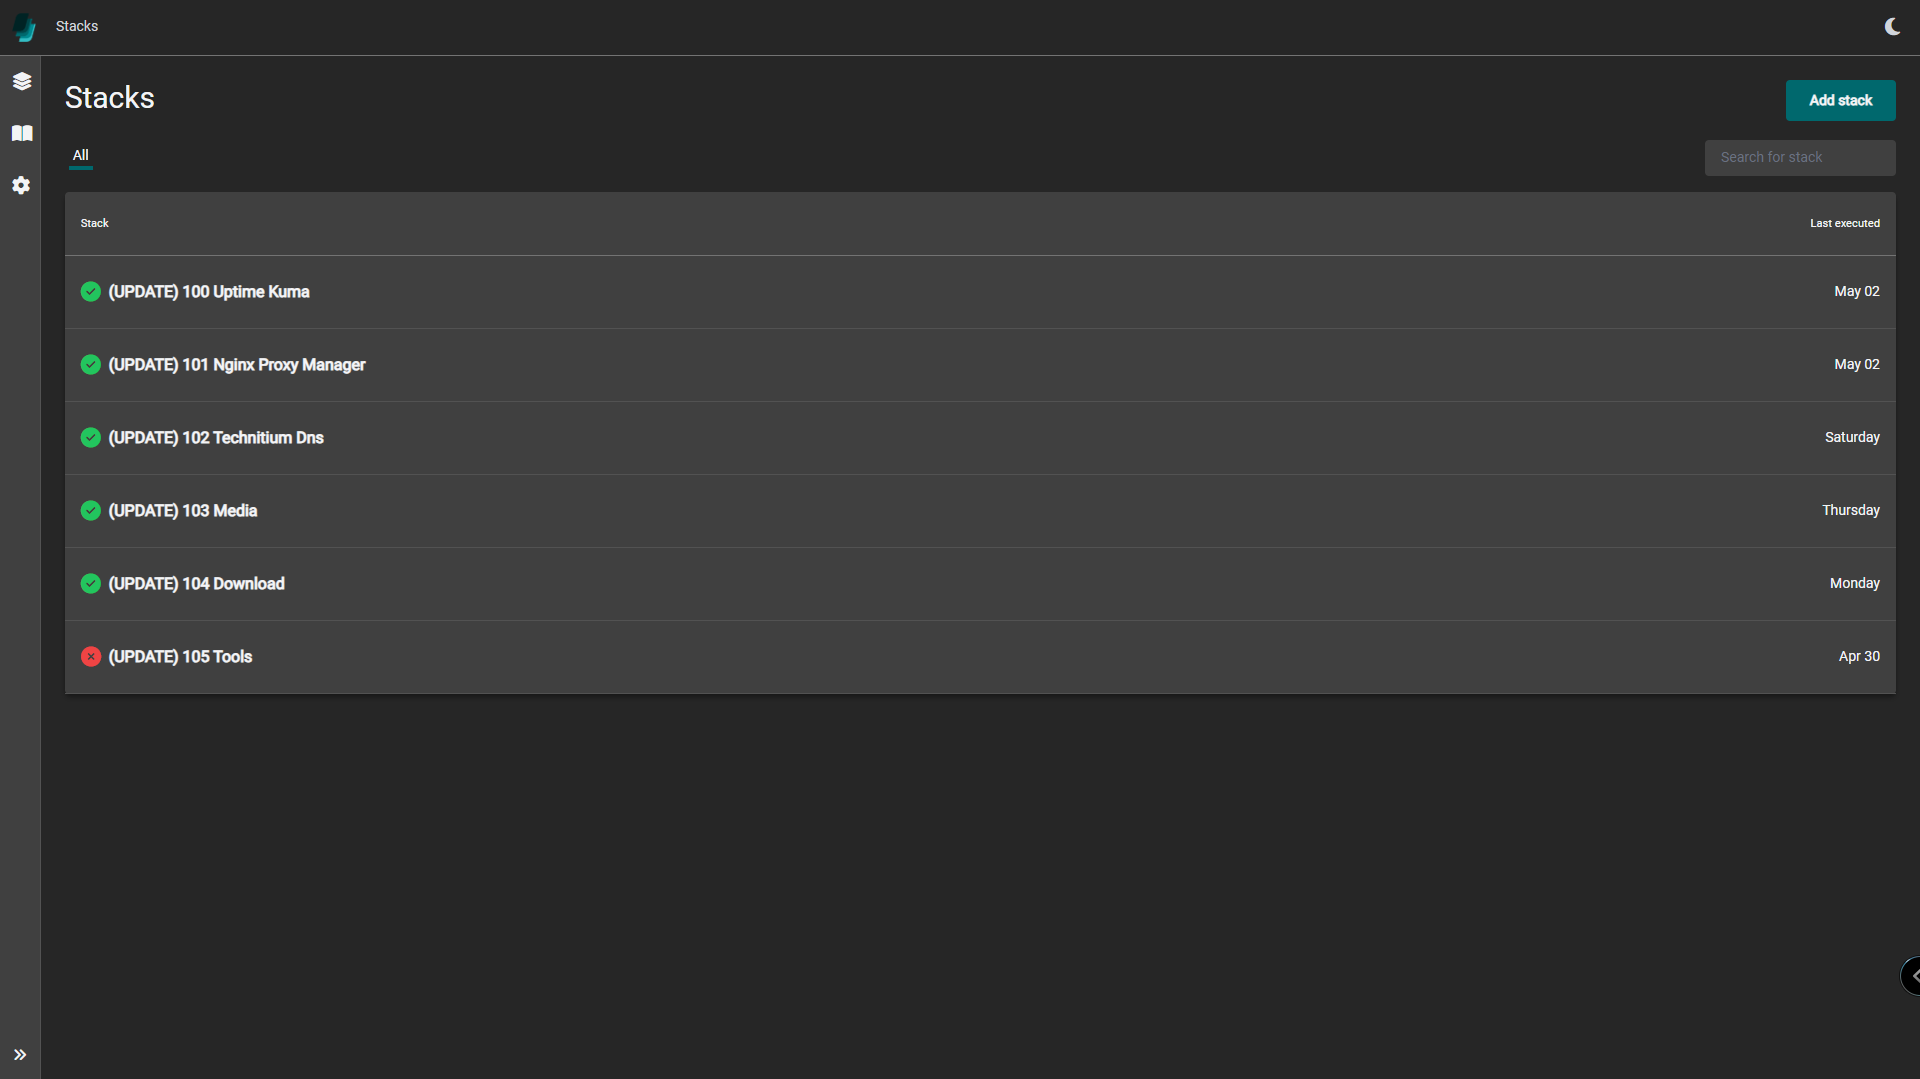 Stacks
Stacks
Add stack
All
Search for stack
Stack
Last executed
(UPDATE) 100 Uptime Kuma
May 02
(UPDATE) 101 Nginx Proxy Manager
May 02
(UPDATE) 102 Technitium Dns
Saturday
(UPDATE) 103 Media
Thursday
(UPDATE) 104 Download
Monday
(UPDATE) 105 Tools
Apr 30